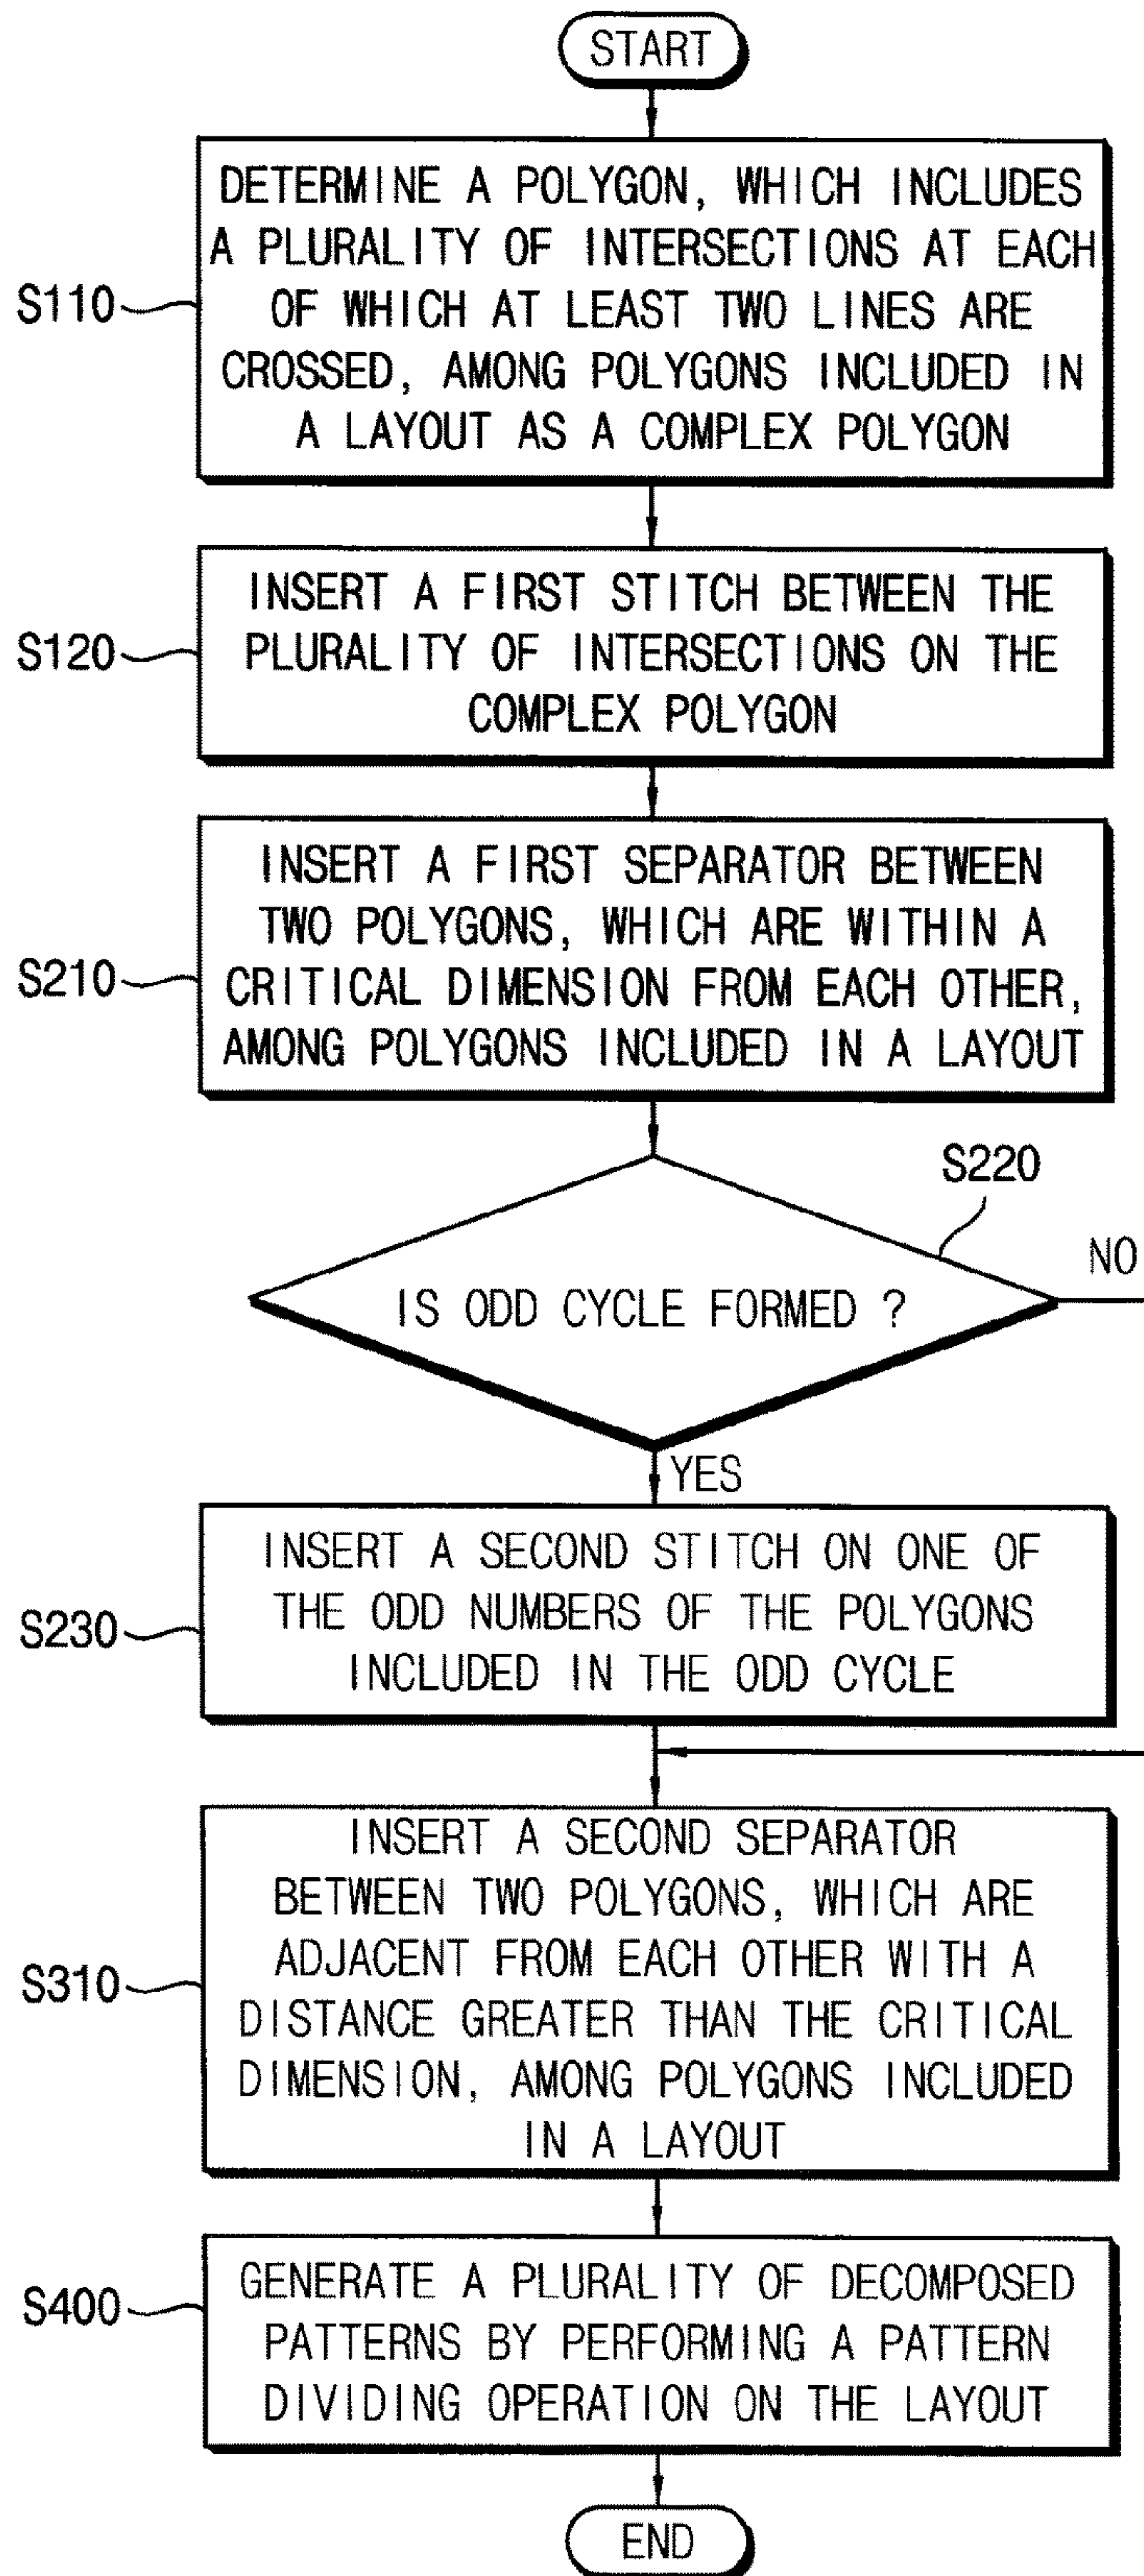 START
DETERMINE A POLYGON, WHICH INCLUDES
A PLURALITY OF INTERSECTIONS AT EACH
S110
OF WHICH AT LEAST TWO LINES ARE
CROSSED, AMONG POLYGONS INCLUDED IN
A LAYOUT AS A COMPLEX POLYGON
INSERT A FIRST STITCH BETWEEN THE
S120
PLURALITY OF INTERSECTIONS ON THE
COMPLEX POLYGON
INSERT A FIRST SEPARATOR BETWEEN
TWO POLYGONS, WHICH ARE WITHIN A
S210
CRITICAL DIMENSION FROM EACH OTHER,
AMONG POLYGONS INCLUDED IN A LAYOUT
S220
NO
IS ODD CYCLE FORMED ?
YES
INSERT A SECOND STITCH ON ONE OF
S230
THE ODD NUMBERS OF THE POLYGONS
INCLUDED IN THE ODD CYCLE
INSERT A SECOND SEPARATOR
BETWEEN TWO POLYGONS, WHICH ARE
ADJACENT FROM EACH OTHER WITH A
S310
DISTANCE GREATER THAN THE CRITICAL
DIMENSION, AMONG POLYGONS INCLUDED
IN A LAYOUT
GENERATE A PLURALITY OF DECOMPOSED
S400
PATTERNS BY PERFORMING A PATTERN
DIVIDING OPERATION ON THE LAYOUT
END